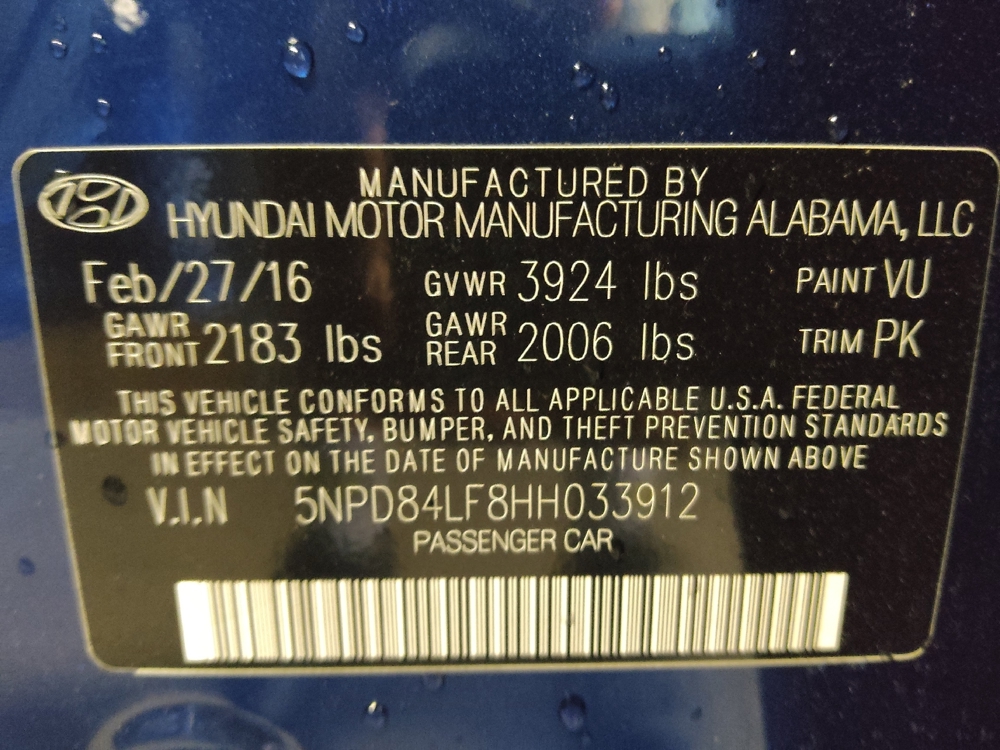 MANUFACTURED BY
HYUNDAI MOTOR MANUFACTURING ALABAMA, LLC
Feb/27/16 GVWR 3924 lbs PAINT VU
GAWR FRONT 2183 lbs GAWR REAR 2006 lbs TRIM PK
THIS VEHICLE CONFORMS TO ALL APPLICABLE U.S.A. FEDERAL
MOTOR VEHICLE SAFETY, BUMPER, AND THEFT PREVENTION STANDARDS
IN EFFECT ON THE DATE OF MANUFACTURE SHOWN ABOVE
V.I.N 5NPD84LF8HH033912
PASSENGER CAR